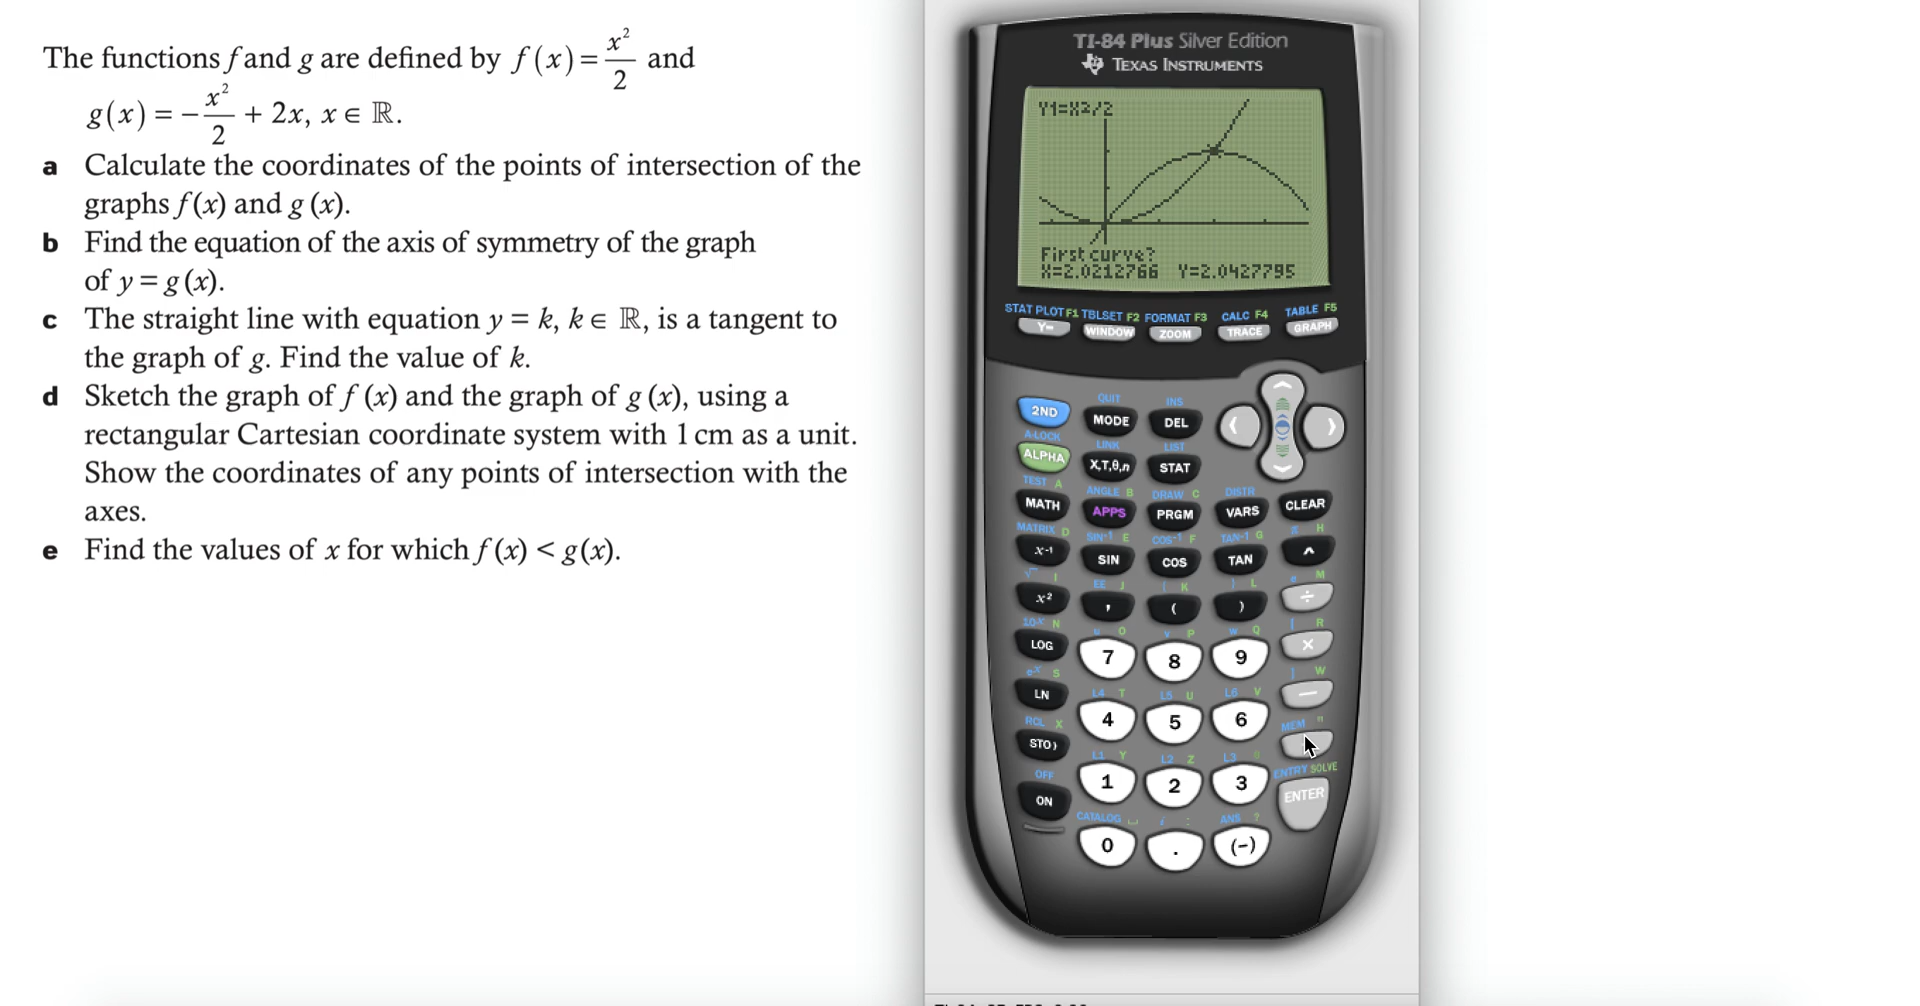 The functions f and g are defined by f(x) = x²/2 and
g(x) = −x²/2 + 2x, x ∈ ℝ.
a Calculate the coordinates of the points of intersection of the
graphs f(x) and g (x).
b Find the equation of the axis of symmetry of the graph
of y = g (x).
c The straight line with equation y = k, k ∈ ℝ, is a tangent to
the graph of g. Find the value of k.
d Sketch the graph of f (x) and the graph of g (x), using a
rectangular Cartesian coordinate system with 1 cm as a unit.
Show the coordinates of any points of intersection with the
axes.
e Find the values of x for which f (x) < g(x).
TI-84 Plus Silver Edition
TEXAS INSTRUMENTS
Y1=X²/2
First curve?
X=2.0212766 Y=2.0427795
STAT PLOT F1 TBLSET F2 FORMAT F3 CALC F4 TABLE F5
Y= WINDOW ZOOM TRACE GRAPH
QUIT INS
2ND MODE DEL
A-LOCK LINK LIST
ALPHA X,T,θ,n STAT
TEST A ANGLE B DRAW C DISTR
MATH APPS PRGM VARS CLEAR
MATRIX D SIN-1 E COS-1 F TAN-1 G π H
x-1 SIN COS TAN ^
√ I EE J { K } L e M
x² , ( ) ÷
10x N u O v P w Q [ R
LOG 7 8 9 ×
ex S L4 T L5 U L6 V ] W
LN 4 5 6 −
RCL X L1 Y L2 Z L3 θ MEM "
STO› 1 2 3
OFF ENTRY SOLVE
ON ENTER
CATALOG i : ANS ?
0 . (-)